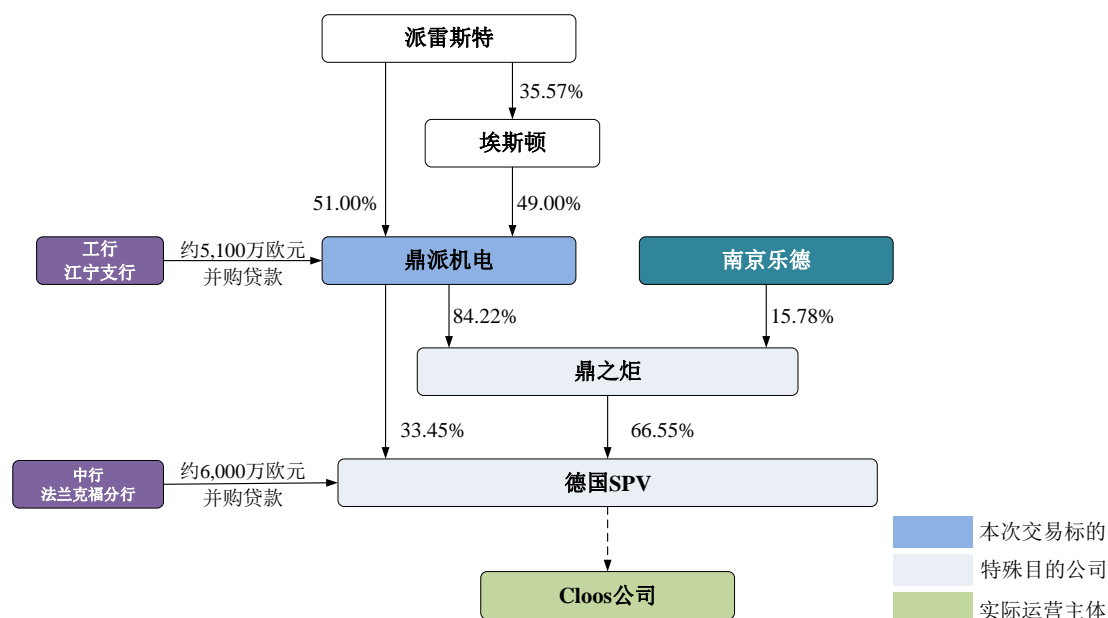 派雷斯特
35.57%
埃斯顿
51.00%
49.00%
工行
江宁支行
约5,100万欧元
并购贷款
鼎派机电
南京乐德
84.22%
15.78%
鼎之炬
33.45%
66.55%
中行
法兰克福分行
约6,000万欧元
并购贷款
德国SPV
本次交易标的
特殊目的公司
Cloos公司
实际运营主体